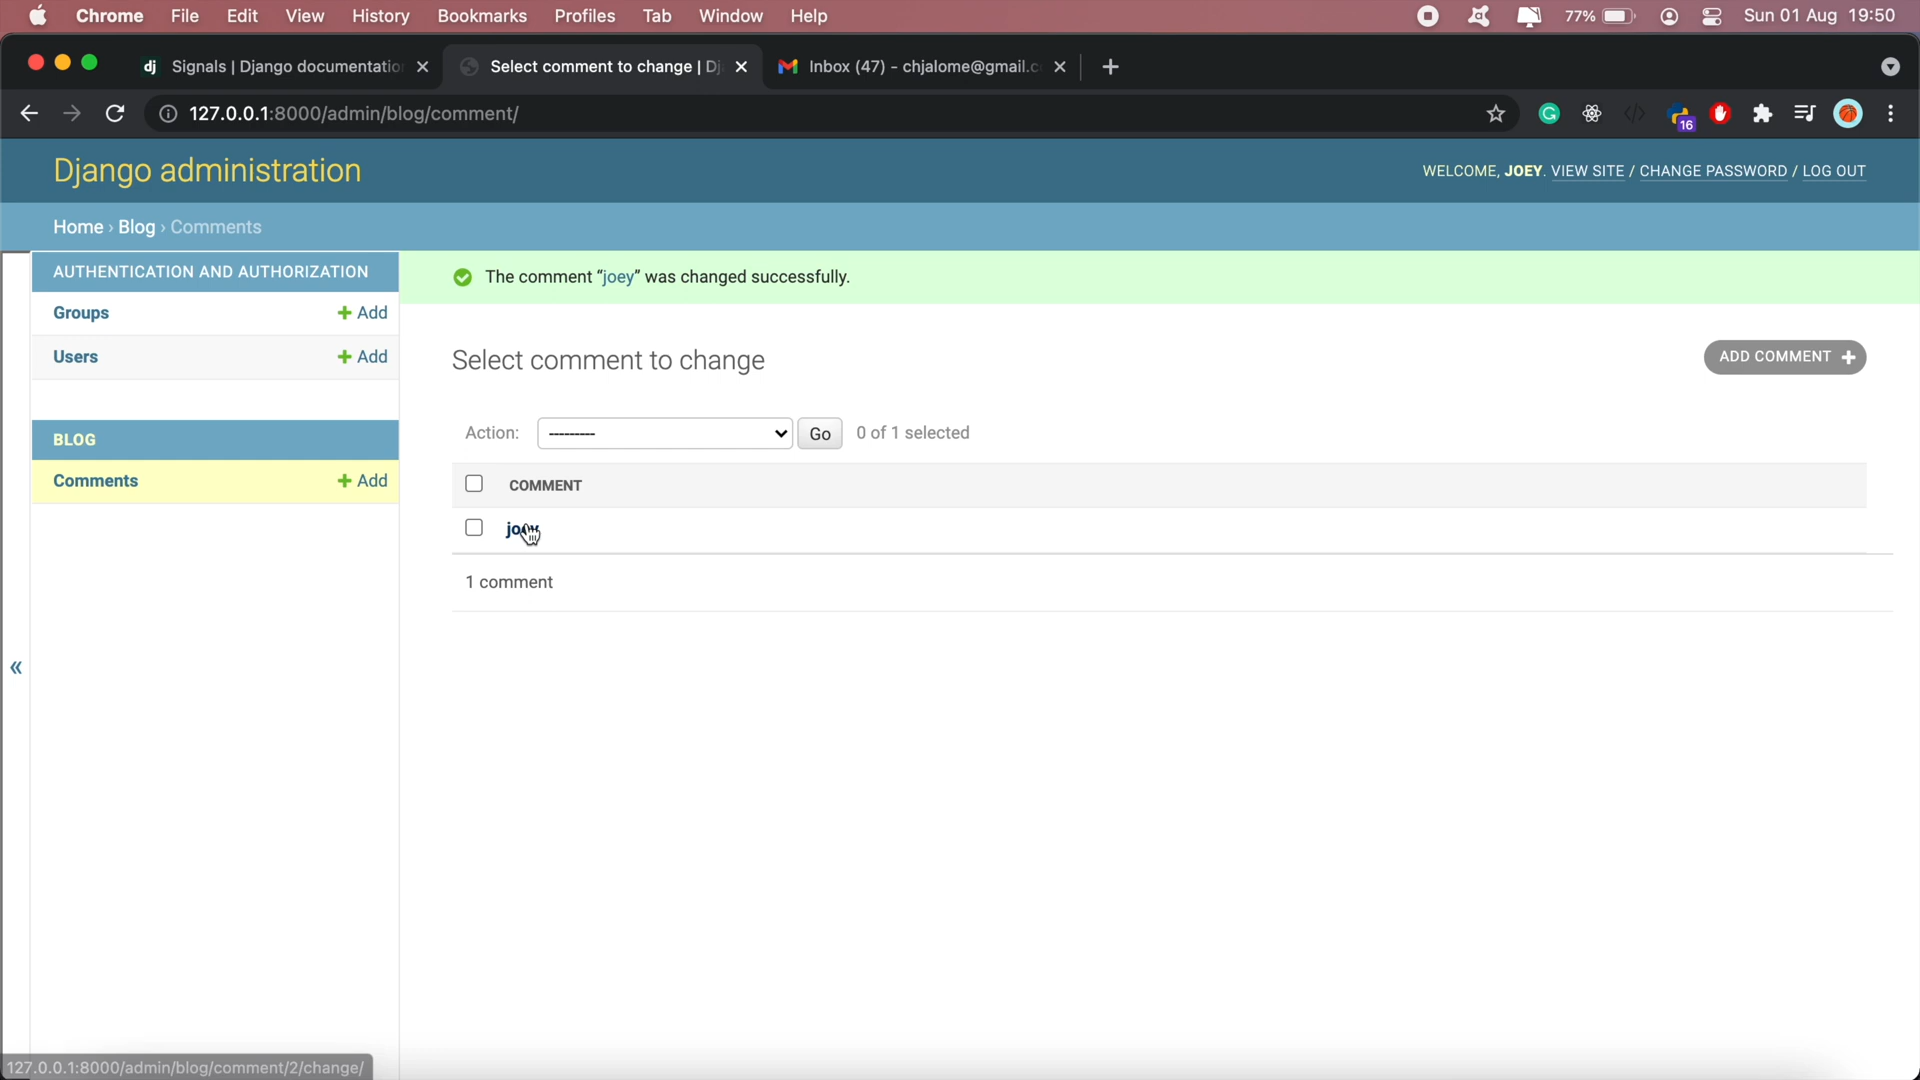 Chrome File Edit View History Bookmarks Profiles Tab Window Help 77% Sun 01 Aug 19:50
dj Signals | Django documentatio Select comment to change | Dj Inbox (47) - chjalome@gmail.c
127.0.0.1:8000/admin/blog/comment/ 16
Django administration WELCOME, JOEY. VIEW SITE / CHANGE PASSWORD / LOG OUT
Home › Blog › Comments
AUTHENTICATION AND AUTHORIZATION
Groups + Add
Users + Add
BLOG
Comments + Add
«
The comment “joey” was changed successfully.
Select comment to change
ADD COMMENT +
Action: --------- Go 0 of 1 selected
COMMENT
joey
1 comment
127.0.0.1:8000/admin/blog/comment/2/change/